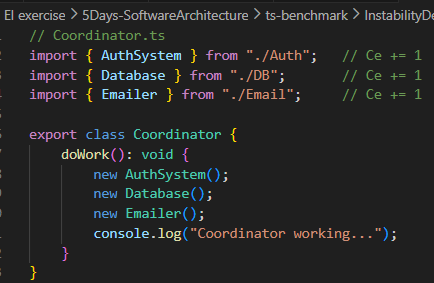 EI exercise > 5Days-SoftwareArchitecture > ts-benchmark >
// Coordinator.ts
import { AuthSystem } from "./Auth";   // Ce += 1
import { Database } from "./DB";       // Ce += 1
import { Emailer } from "./Email";     // Ce += 1
export class Coordinator {
    doWork(): void {
        new AuthSystem();
        new Database();
        new Emailer();
        console.log("Coordinator working...");
    }
}